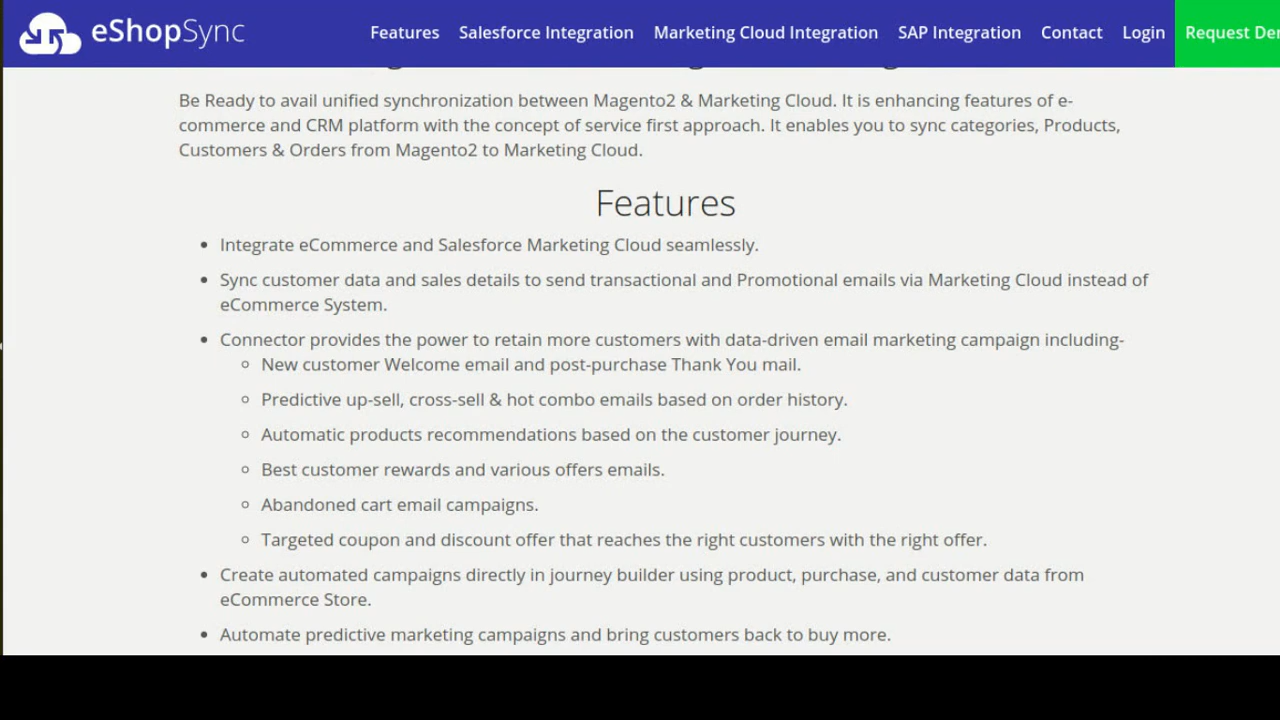 eShopSync
Features Salesforce Integration Marketing Cloud Integration SAP Integration Contact Login Request
Be Ready to avail unified synchronization between Magento2 & Marketing Cloud. It is enhancing features of e-
commerce and CRM platform with the concept of service first approach. It enables you to sync categories, Products,
Customers & Orders from Magento2 to Marketing Cloud.
Features
• Integrate eCommerce and Salesforce Marketing Cloud seamlessly.
• Sync customer data and sales details to send transactional and Promotional emails via Marketing Cloud instead of
eCommerce System.
• Connector provides the power to retain more customers with data-driven email marketing campaign including-
◦ New customer Welcome email and post-purchase Thank You mail.
◦ Predictive up-sell, cross-sell & hot combo emails based on order history.
◦ Automatic products recommendations based on the customer journey.
◦ Best customer rewards and various offers emails.
◦ Abandoned cart email campaigns.
◦ Targeted coupon and discount offer that reaches the right customers with the right offer.
• Create automated campaigns directly in journey builder using product, purchase, and customer data from
eCommerce Store.
• Automate predictive marketing campaigns and bring customers back to buy more.